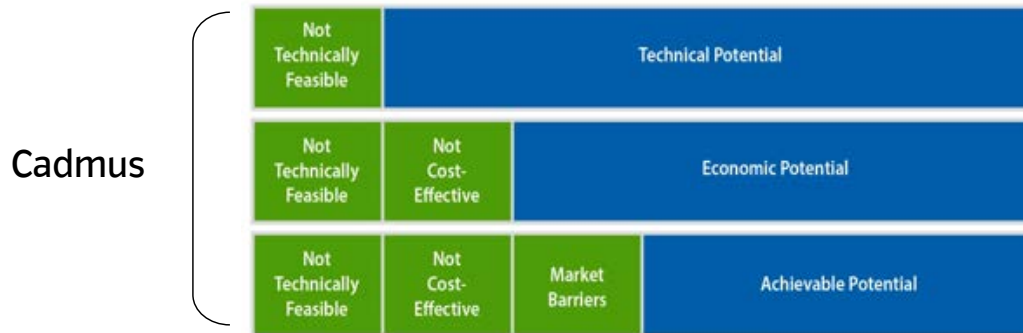 Cadmus
Not
Technically
Feasible
Technical Potential
Not
Technically
Feasible
Not
Cost-
Effective
Economic Potential
Not
Technically
Feasible
Not
Cost-
Effective
Market
Barriers
Achievable Potential